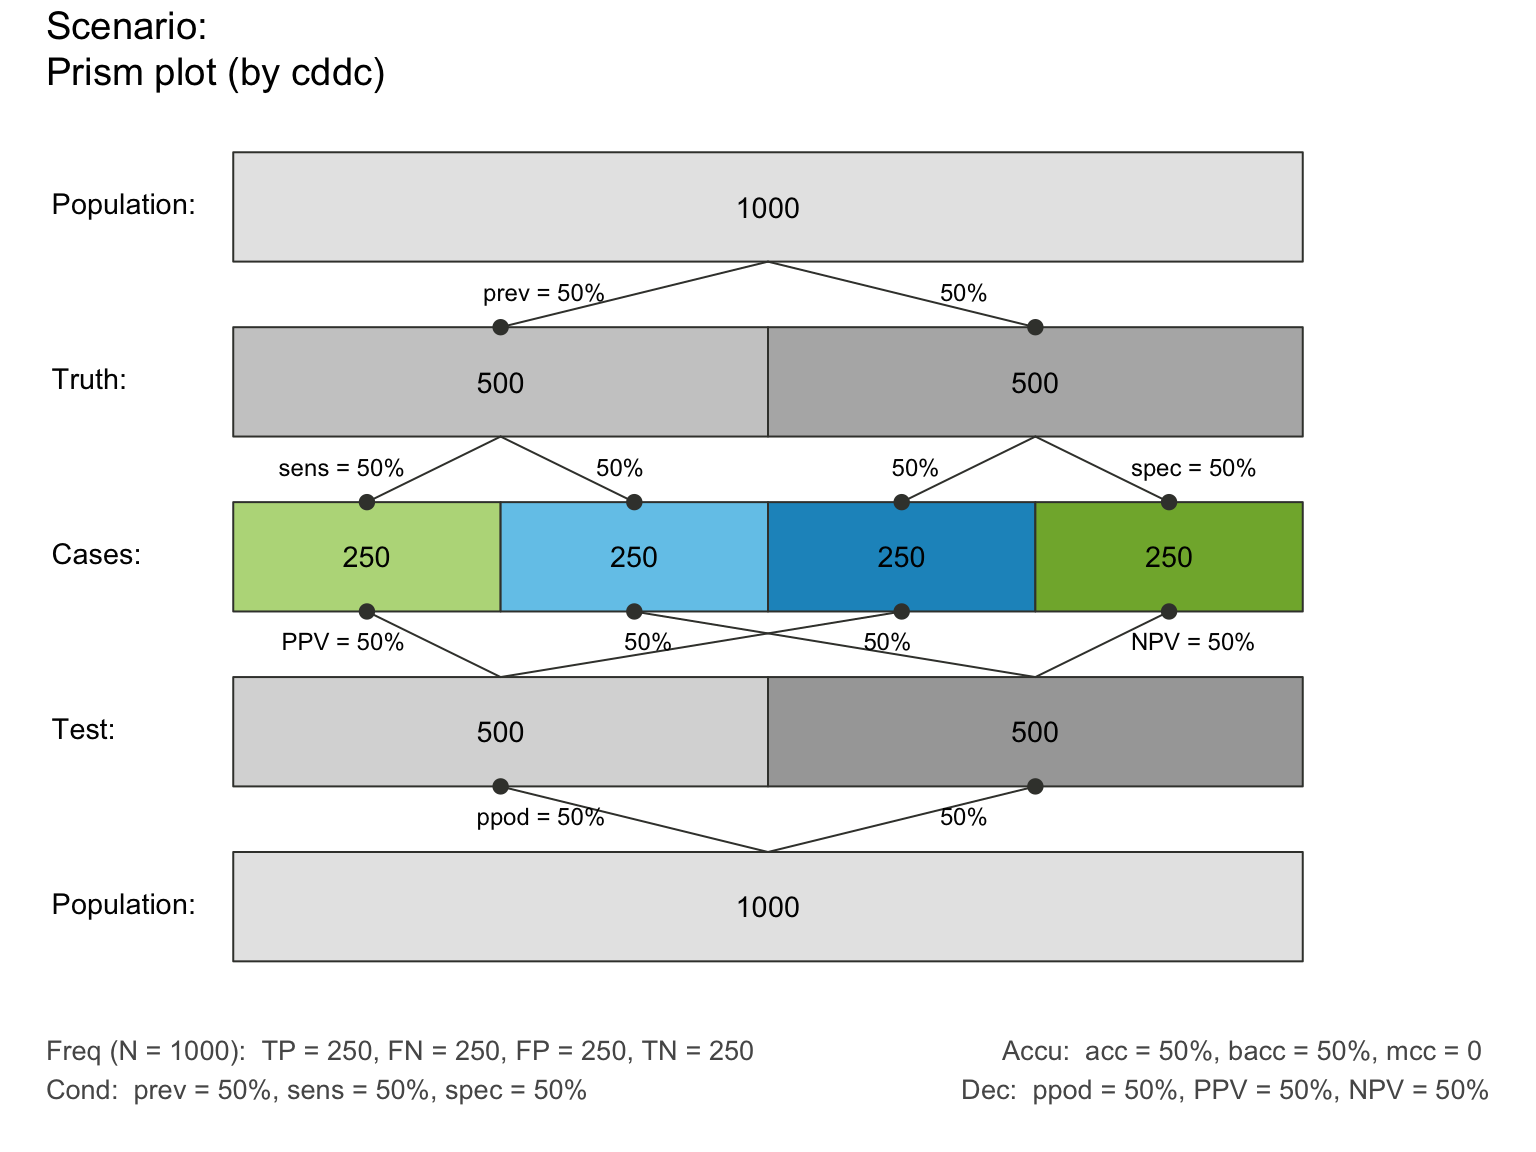 Scenario:
Prism plot (by cddc)
Population:
1000
prev = 50%
50%
Truth:
500
500
sens = 50%
50%
50%
spec = 50%
Cases:
250
250
250
250
PPV = 50%
50%
50%
NPV = 50%
Test:
500
500
ppod = 50%
50%
Population:
1000
Freq (N = 1000):  TP = 250, FN = 250, FP = 250, TN = 250
Accu:  acc = 50%, bacc = 50%, mcc = 0
Cond:  prev = 50%, sens = 50%, spec = 50%
Dec:  ppod = 50%, PPV = 50%, NPV = 50%